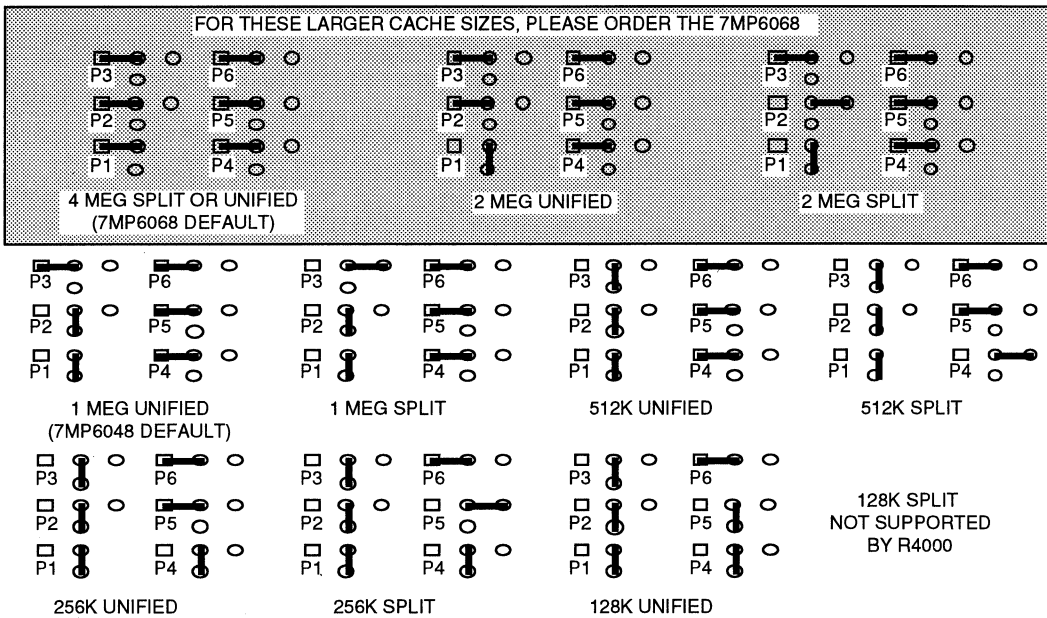 FOR THESE LARGER CACHE SIZES, PLEASE ORDER THE 7MP6068
P3 P6 P3 P6 P3 P6
P2 P5 P2 P5 P2 P5
P1 P4 P1 P4 P1 P4
4 MEG SPLIT OR UNIFIED
(7MP6068 DEFAULT)
2 MEG UNIFIED
2 MEG SPLIT
P3 P6 P3 P6 P3 P6 P3 P6
P2 P5 P2 P5 P2 P5 P2 P5
P1 P4 P1 P4 P1 P4 P1 P4
1 MEG UNIFIED
(7MP6048 DEFAULT)
1 MEG SPLIT
512K UNIFIED
512K SPLIT
P3 P6 P3 P6 P3 P6
P2 P5 P2 P5 P2 P5
P1 P4 P1 P4 P1 P4
256K UNIFIED
256K SPLIT
128K UNIFIED
128K SPLIT
NOT SUPPORTED
BY R4000